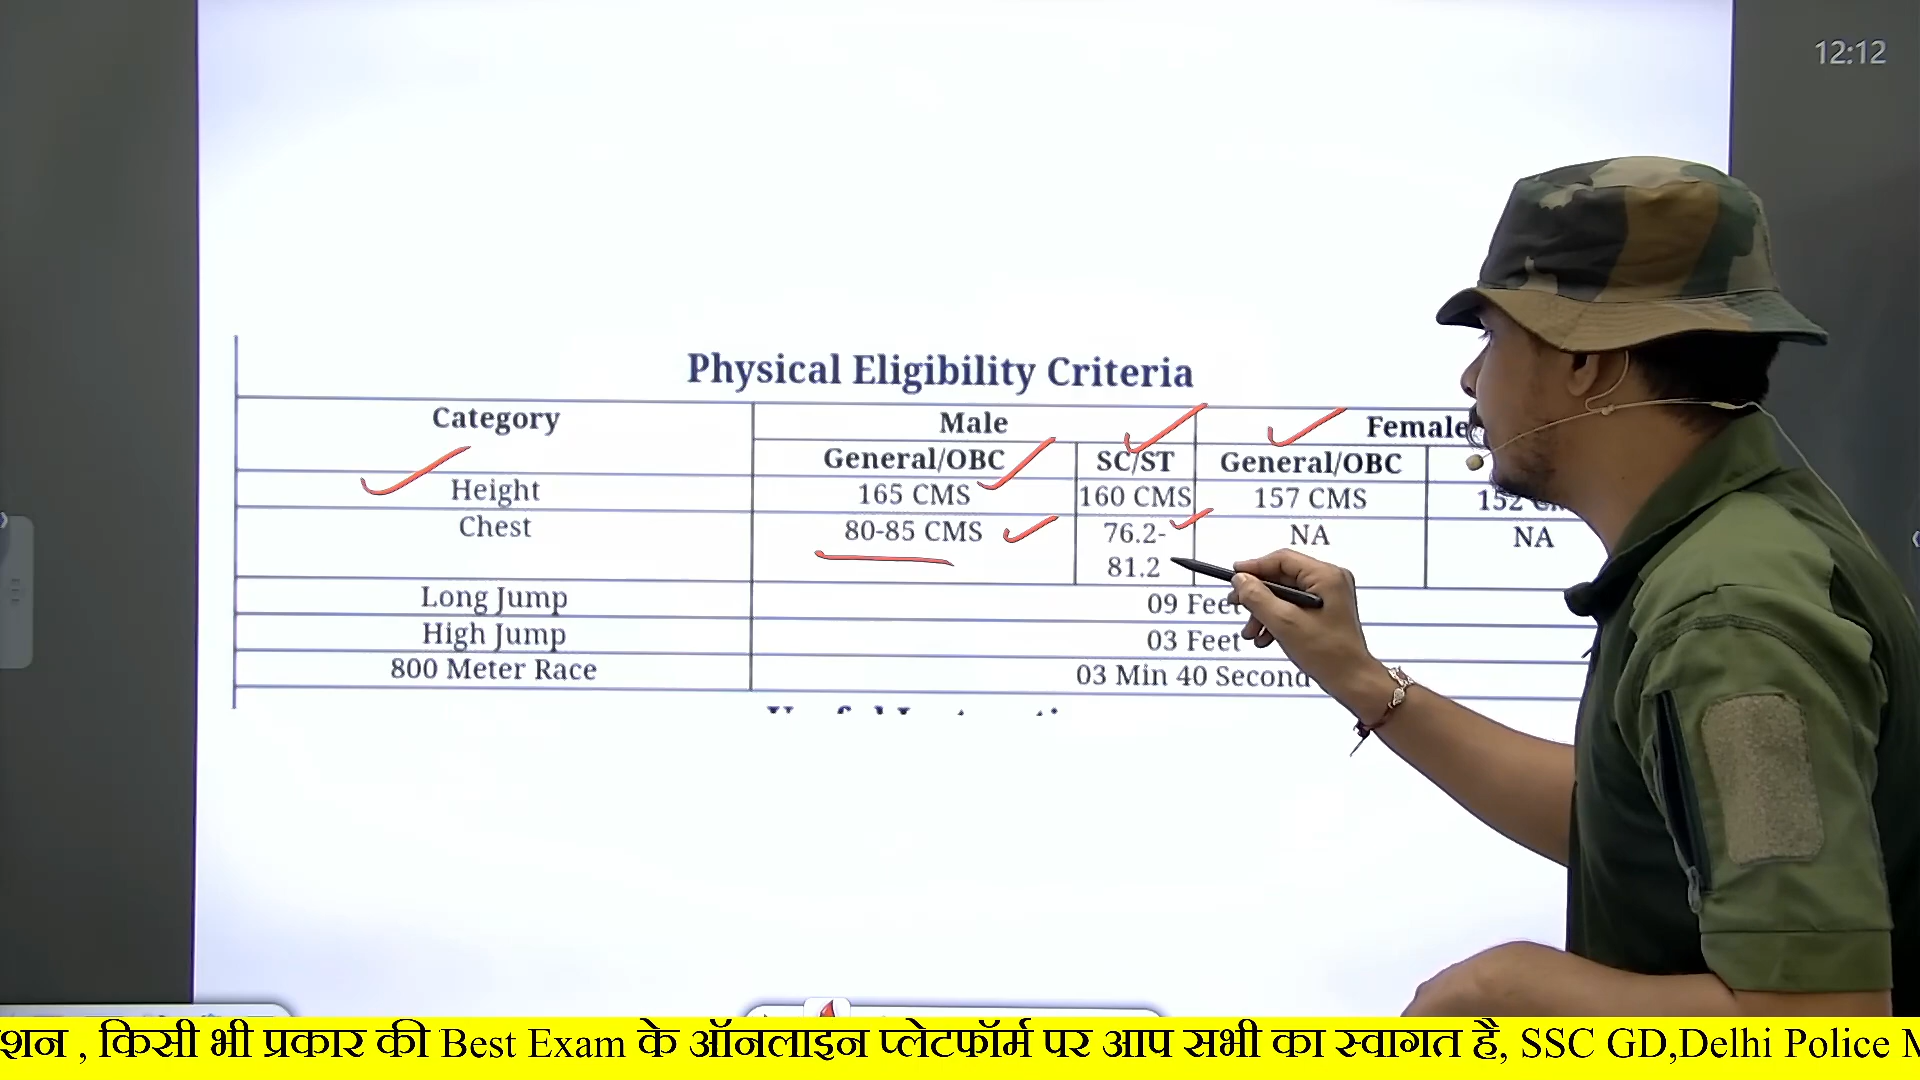 12:12
Physical Eligibility Criteria
Category Male Female
General/OBC SC/ST General/OBC
Height 165 CMS 160 CMS 157 CMS 152
Chest 80-85 CMS 76.2- NA NA
81.2
Long Jump 09 Feet
High Jump 03 Feet
800 Meter Race 03 Min 40 Second
, किसी भी प्रकार की Best Exam के ऑनलाइन प्लेटफॉर्म पर आप सभी का स्वागत है, SSC GD,Delhi Police